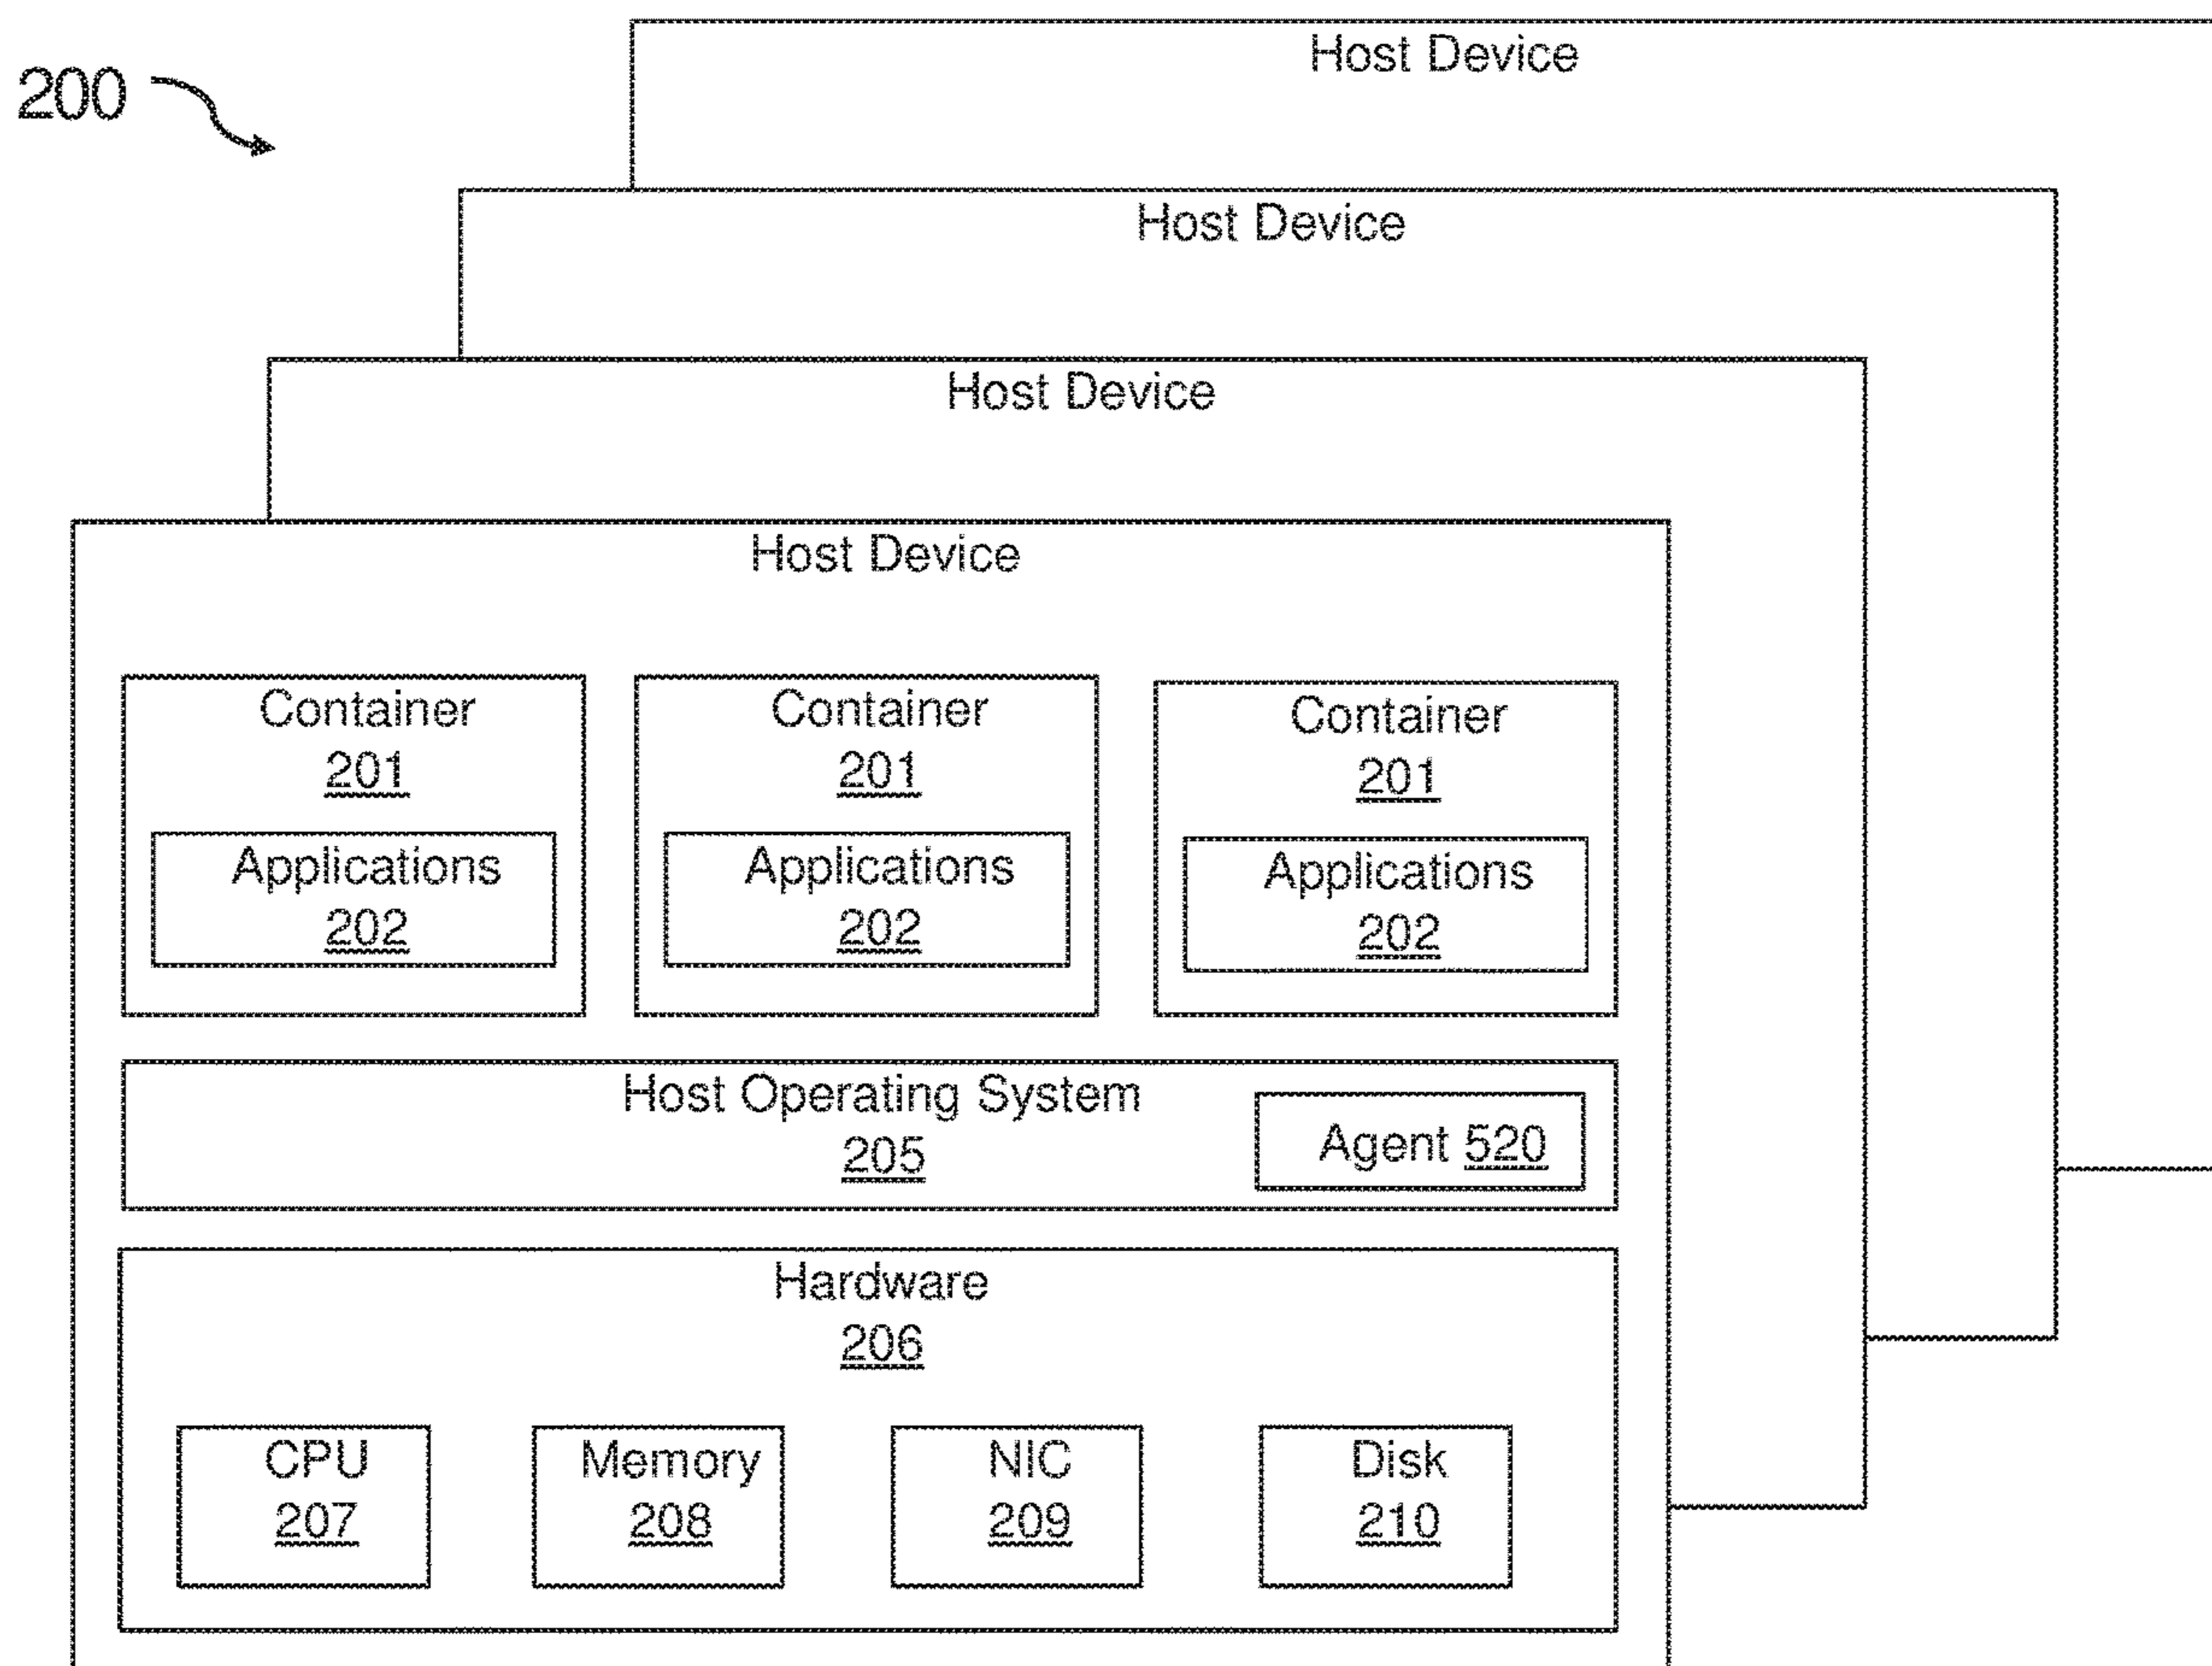 200
Host Device
Host Device
Host Device
Host Device
Container
201
Applications
202
Container
201
Applications
202
Container
201
Applications
202
Host Operating System
205
Agent 520
Hardware
206
CPU
207
Memory
208
NIC
209
Disk
210